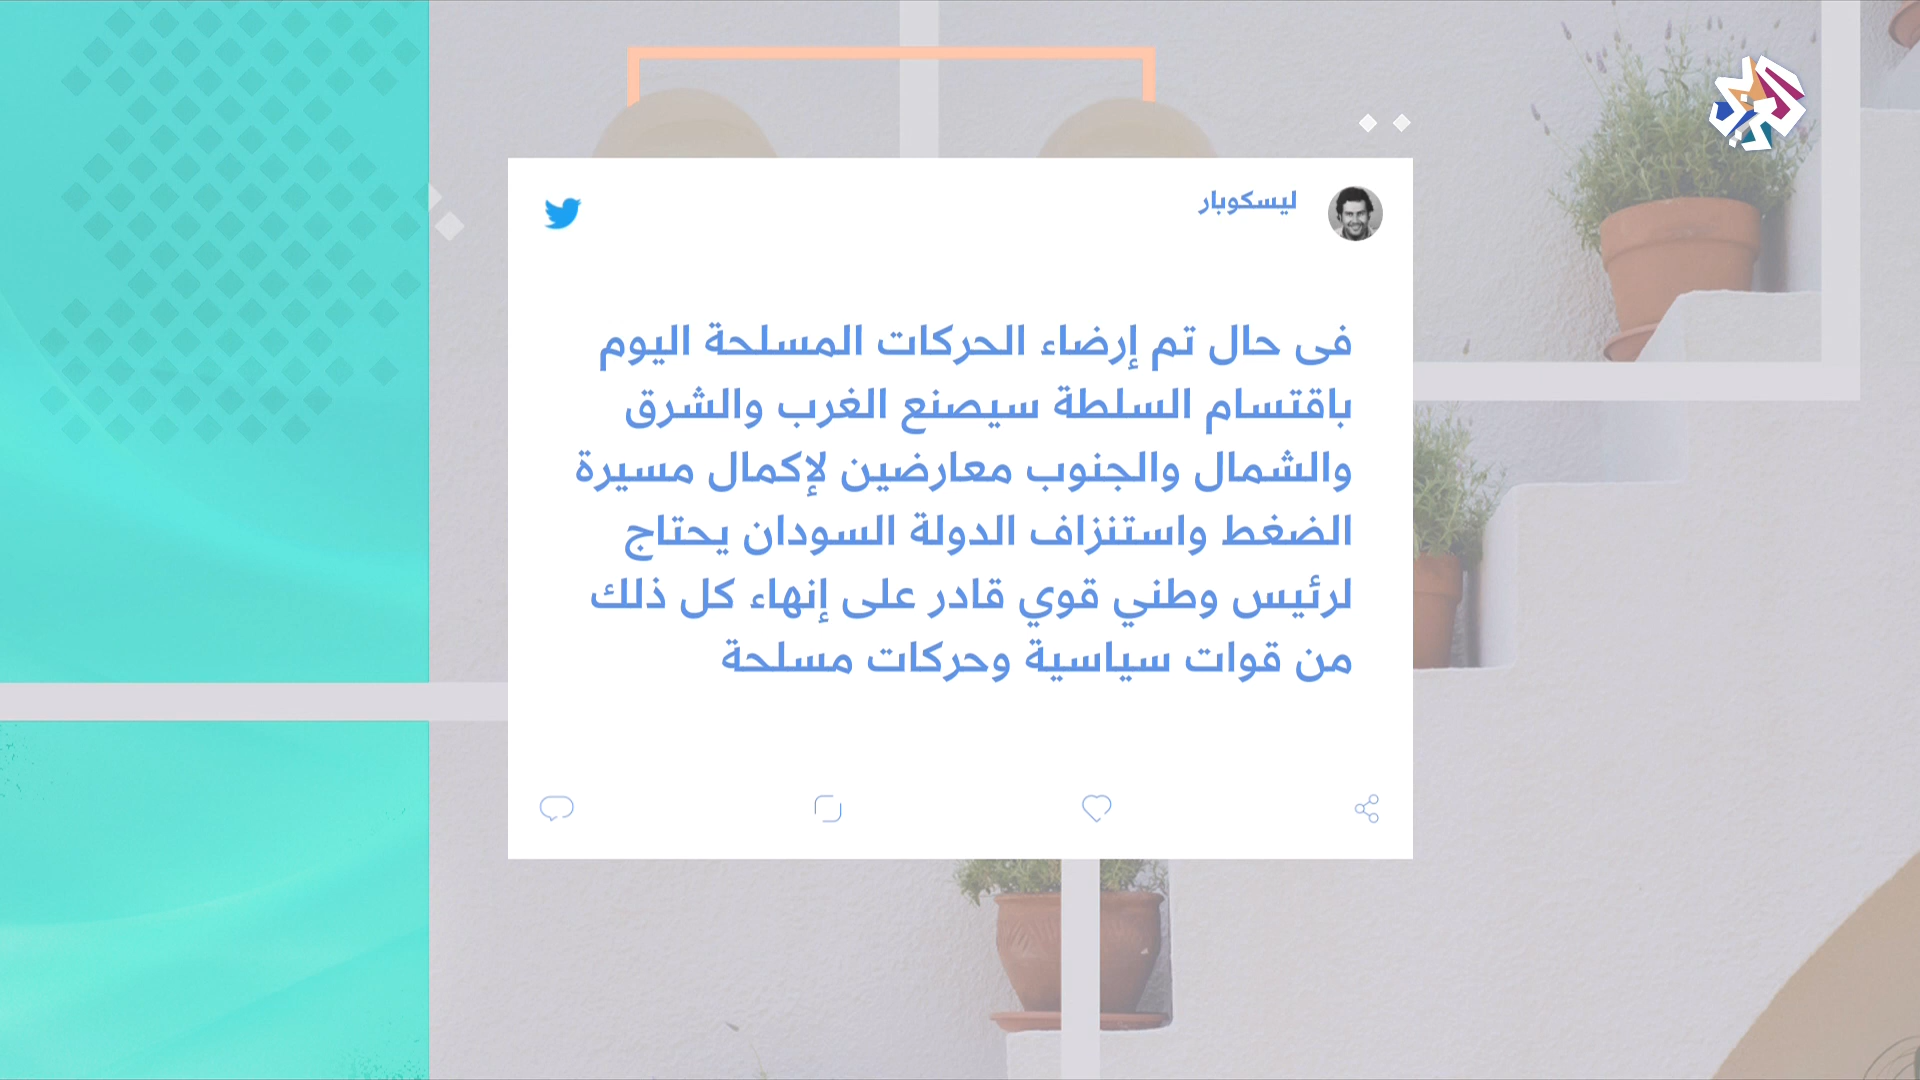 ليسكوبار
فى حال تم إرضاء الحركات المسلحة اليوم
باقتسام السلطة سيصنع الغرب والشرق
والشمال والجنوب معارضين لإكمال مسيرة
الضغط واستنزاف الدولة السودان يحتاج
لرئيس وطني قوي قادر على إنهاء كل ذلك
من قوات سياسية وحركات مسلحة